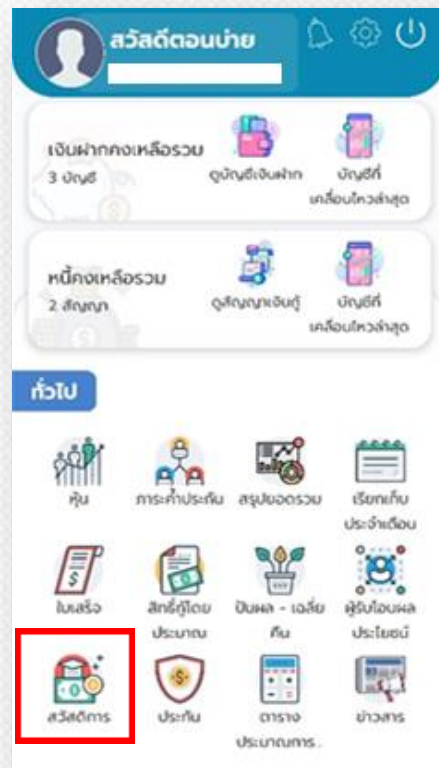 สวัสดีตอนบ่าย
เงินฝากคงเหลือรวม
3 บัญชี
ดูบัญชีเงินฝาก
บัญชีที่
เคลื่อนไหวล่าสุด
หนี้คงเหลือรวม
2 สัญญา
ดูสัญญาเงินกู้
บัญชีที่
เคลื่อนไหวล่าสุด
ทั่วไป
หุ้น
ภาระค้ำประกัน
สรุปยอดรวม
เรียกเก็บ
ประจำเดือน
ใบเสร็จ
สิทธิ์กู้โดย
ประมาณ
ปันผล - เฉลี่ย
คืน
ผู้รับโอนผล
ประโยชน์
สวัสดิการ
ประกัน
ตาราง
ประมาณการ..
ข่าวสาร